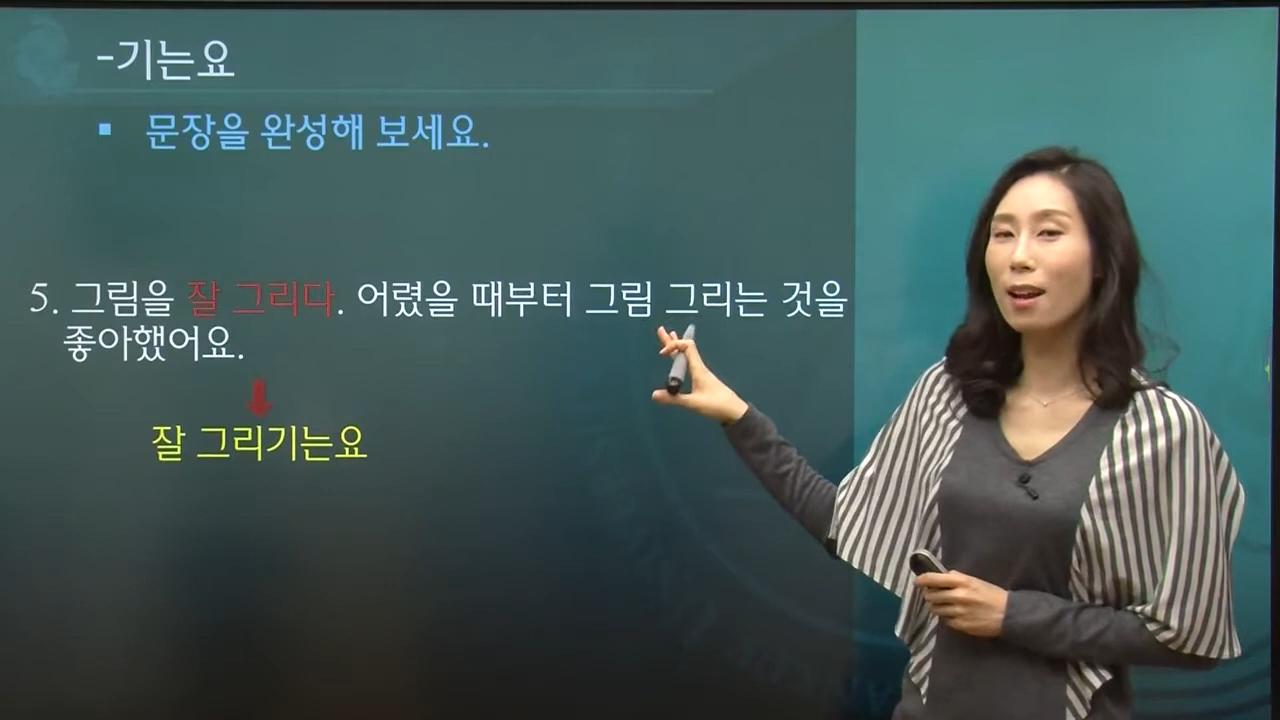 -기는요
▪ 문장을 완성해 보세요.
5. 그림을 잘 그리다. 어렸을 때부터 그림 그리는 것을
좋아했어요.
잘 그리기는요